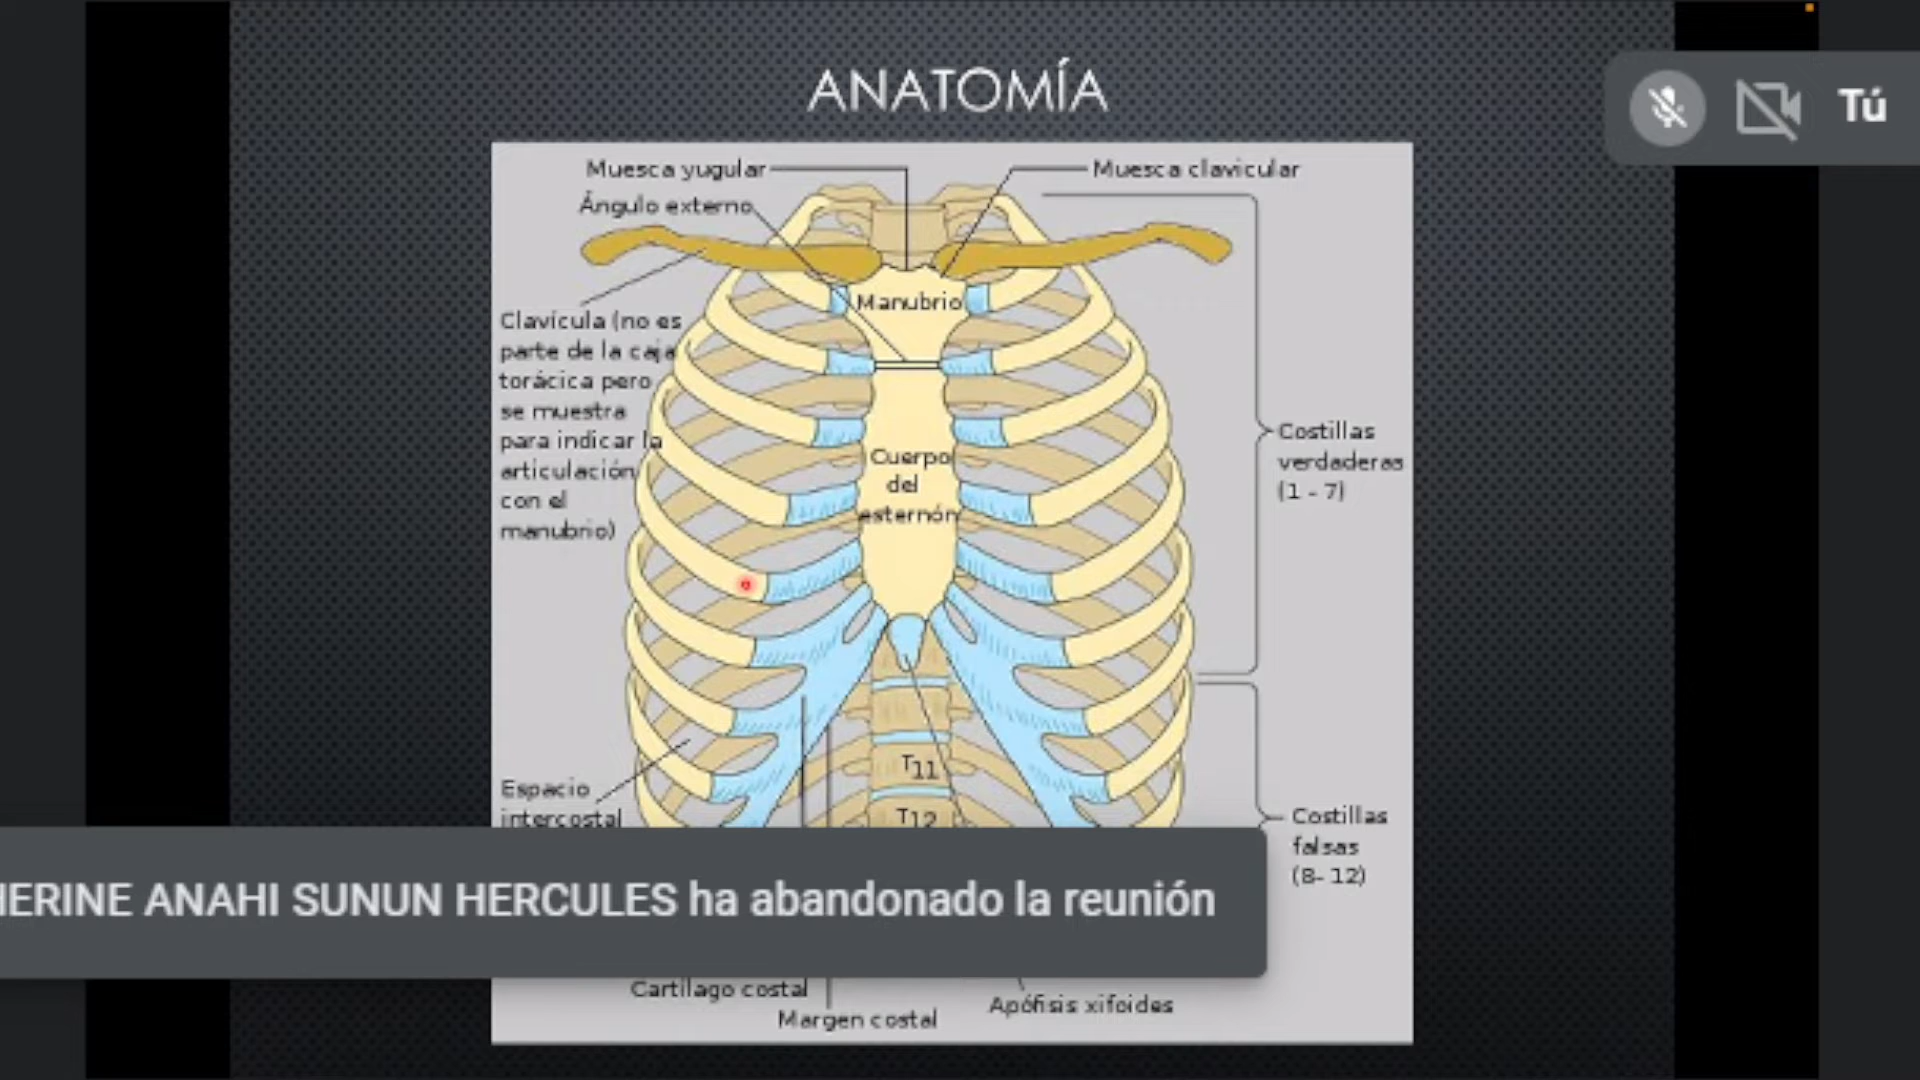 ANATOMÍA
Tú
Muesca yugular
Muesca clavicular
Ángulo externo
Manubrio
Clavícula (no es
parte de la caja
torácica pero
se muestra
para indicar la
articulación
con el
manubrio)
Cuerpo
del
esternón
Costillas
verdaderas
(1 - 7)
T11
T12
Espacio
intercostal
Costillas
falsas
(8- 12)
HERINE ANAHI SUNUN HERCULES ha abandonado la reunión
Cartílago costal
Apófisis xifoides
Margen costal